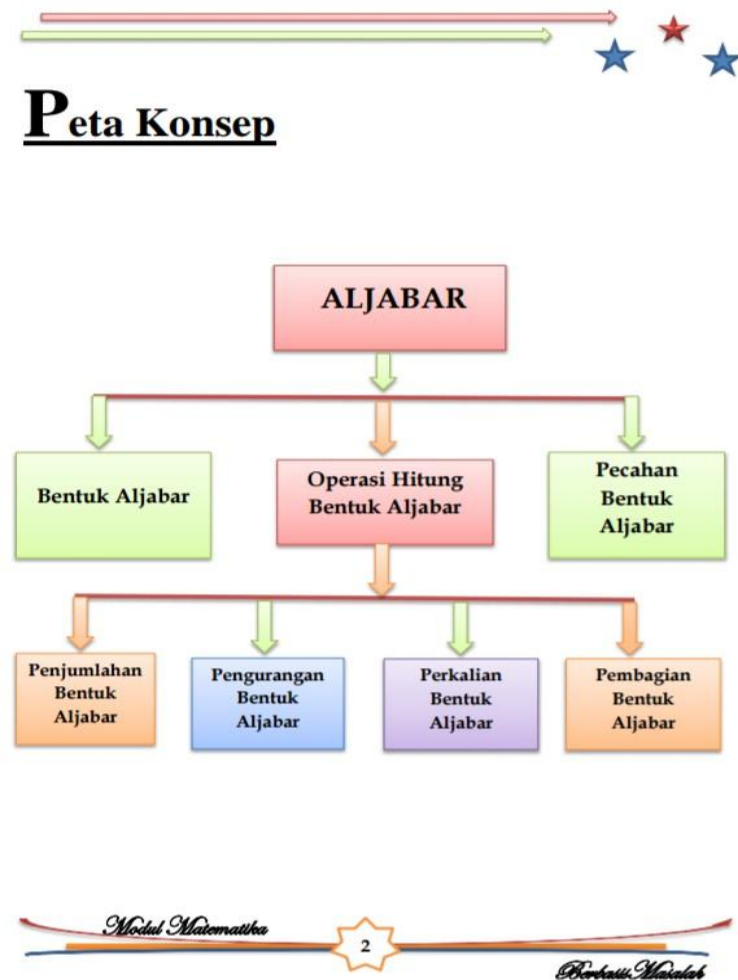 Peta Konsep
ALJABAR
Bentuk Aljabar
Operasi Hitung
Bentuk Aljabar
Pecahan
Bentuk
Aljabar
Penjumlahan
Bentuk
Aljabar
Pengurangan
Bentuk
Aljabar
Perkalian
Bentuk
Aljabar
Pembagian
Bentuk
Aljabar
Modul Matematika
2
Berbasis Masalah